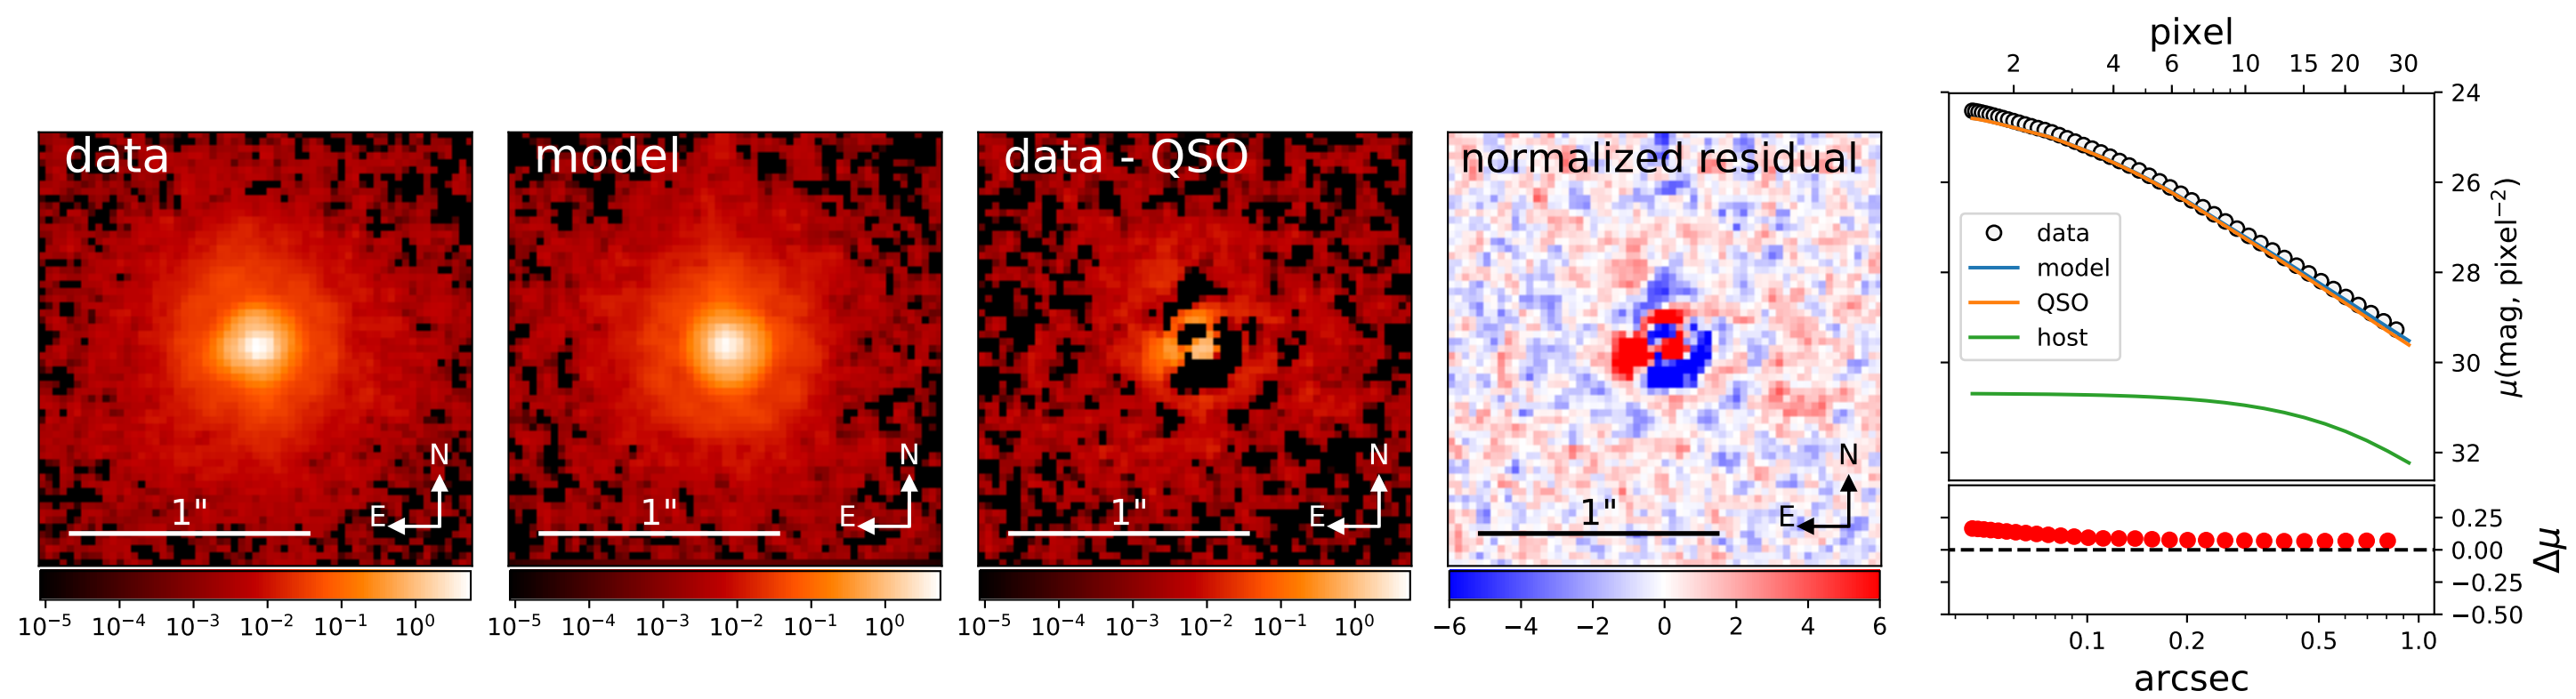 data
N
E
1"
10⁻⁵ 10⁻⁴ 10⁻³ 10⁻² 10⁻¹ 10⁰
model
N
E
1"
10⁻⁵ 10⁻⁴ 10⁻³ 10⁻² 10⁻¹ 10⁰
data - QSO
N
E
1"
10⁻⁵ 10⁻⁴ 10⁻³ 10⁻² 10⁻¹ 10⁰
normalized residual
N
E
1"
−6 −4 −2 0 2 4 6
pixel
2 4 6 10 15 20 30
24
26
28
30
32
μ(mag, pixel⁻²)
data
model
QSO
host
0.25
0.00
−0.25
−0.50
Δμ
0.1 0.2 0.5 1.0
arcsec